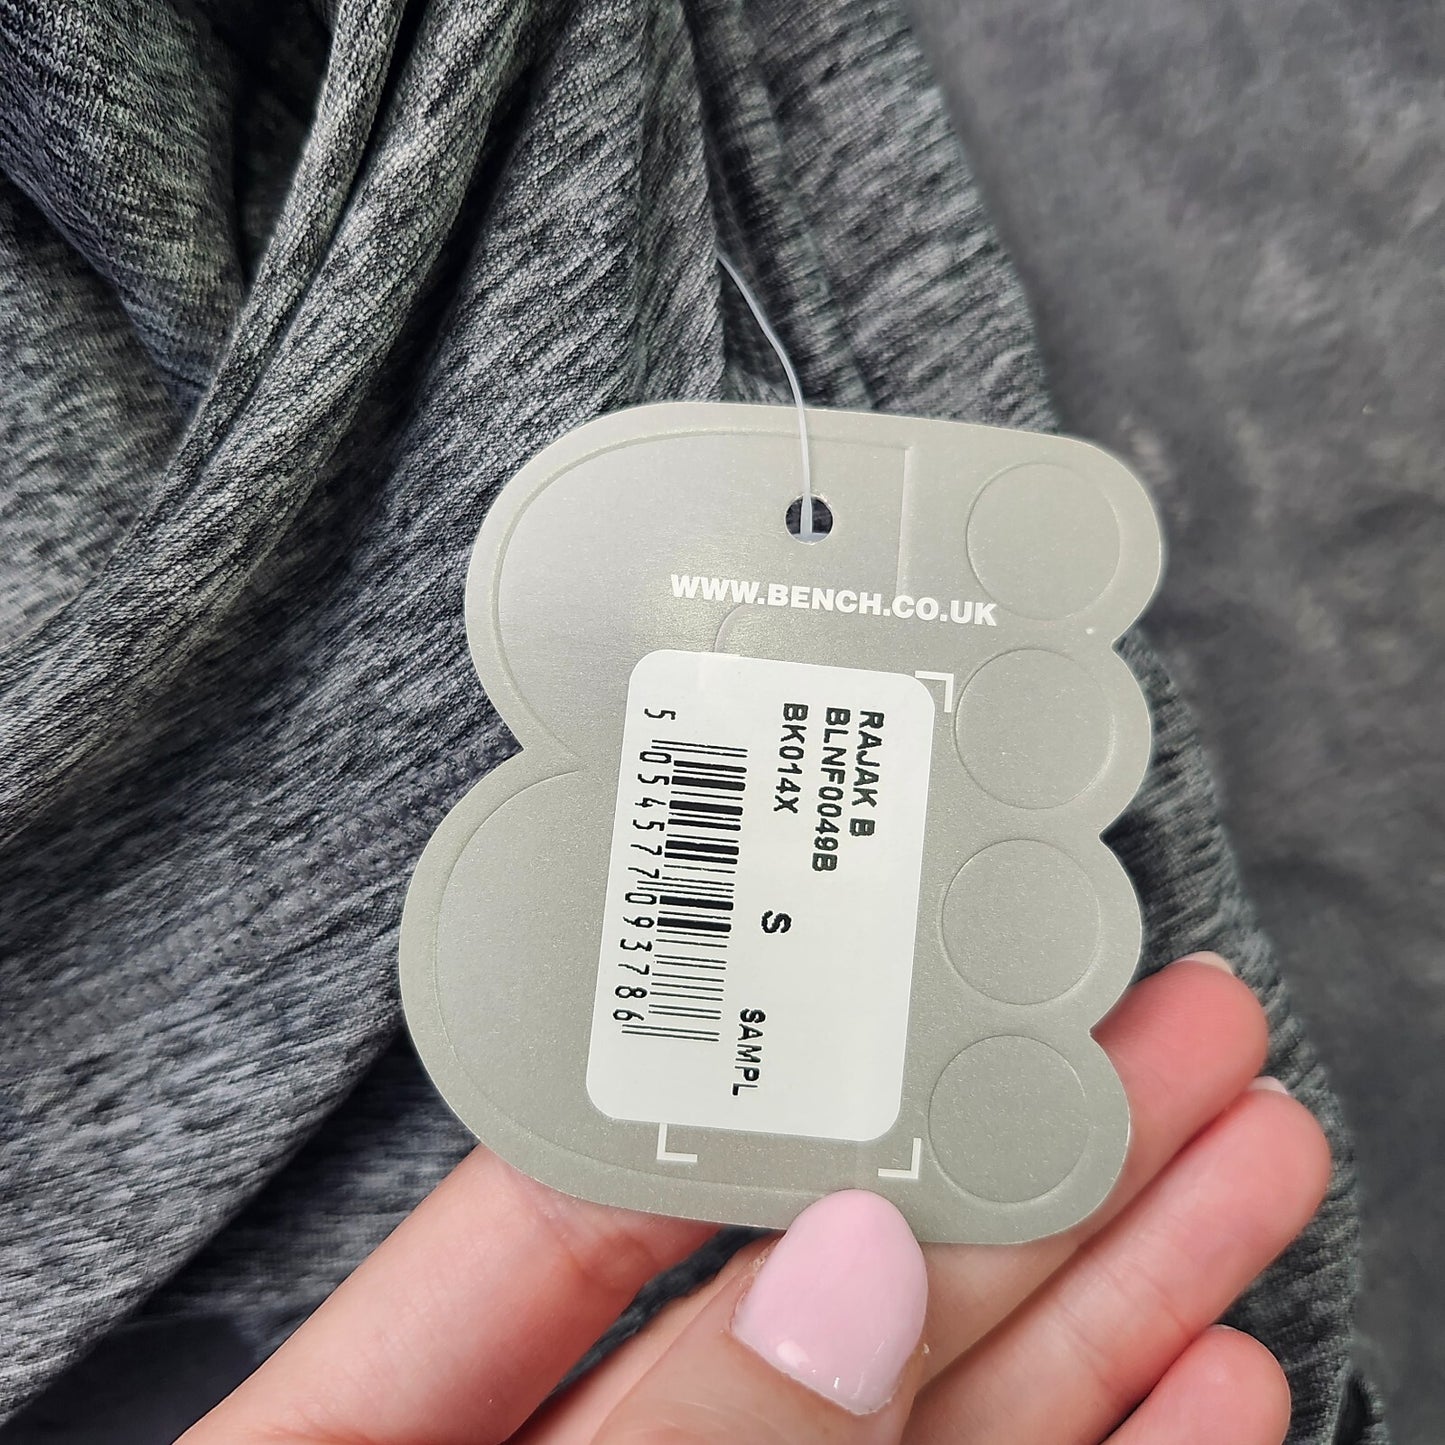 WWW.BENCH.CO.UK
RAJAK B
BLNF0049B
BK014X
S
SAMPL
5 054577 093786